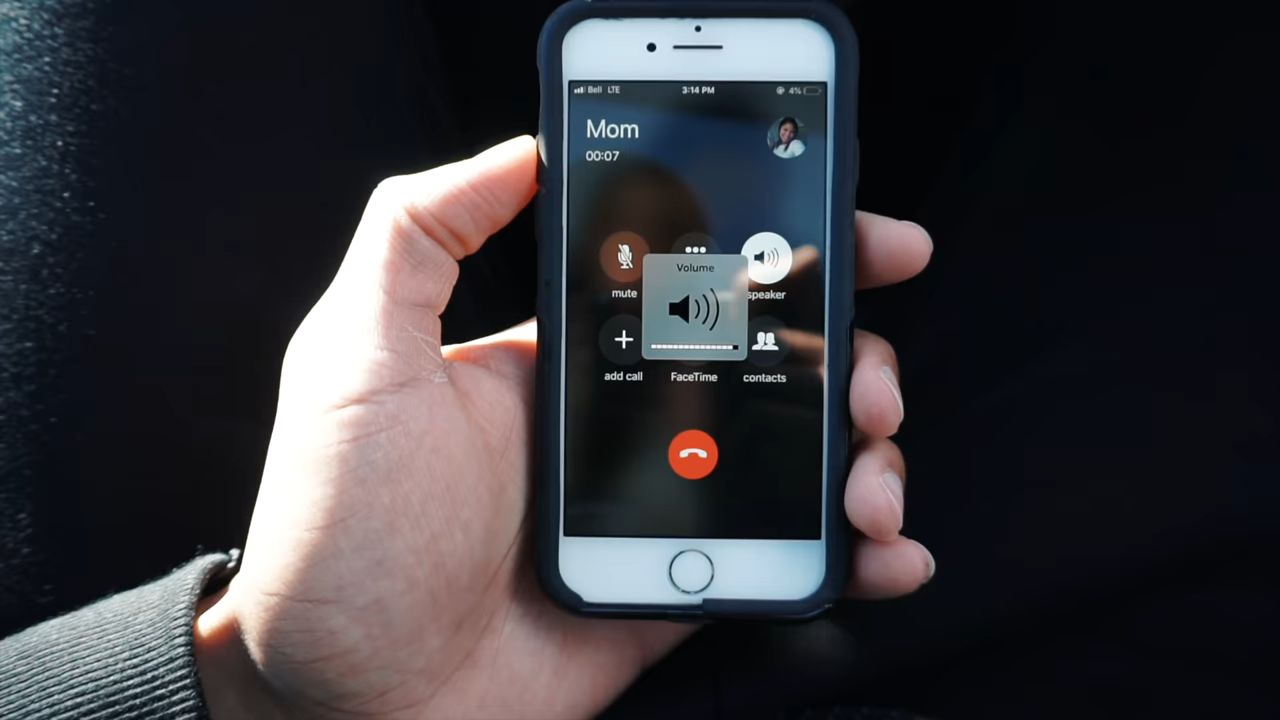 Bell LTE 3:14 PM 4%
Mom
00:07
Volume
mute speaker
add call FaceTime contacts